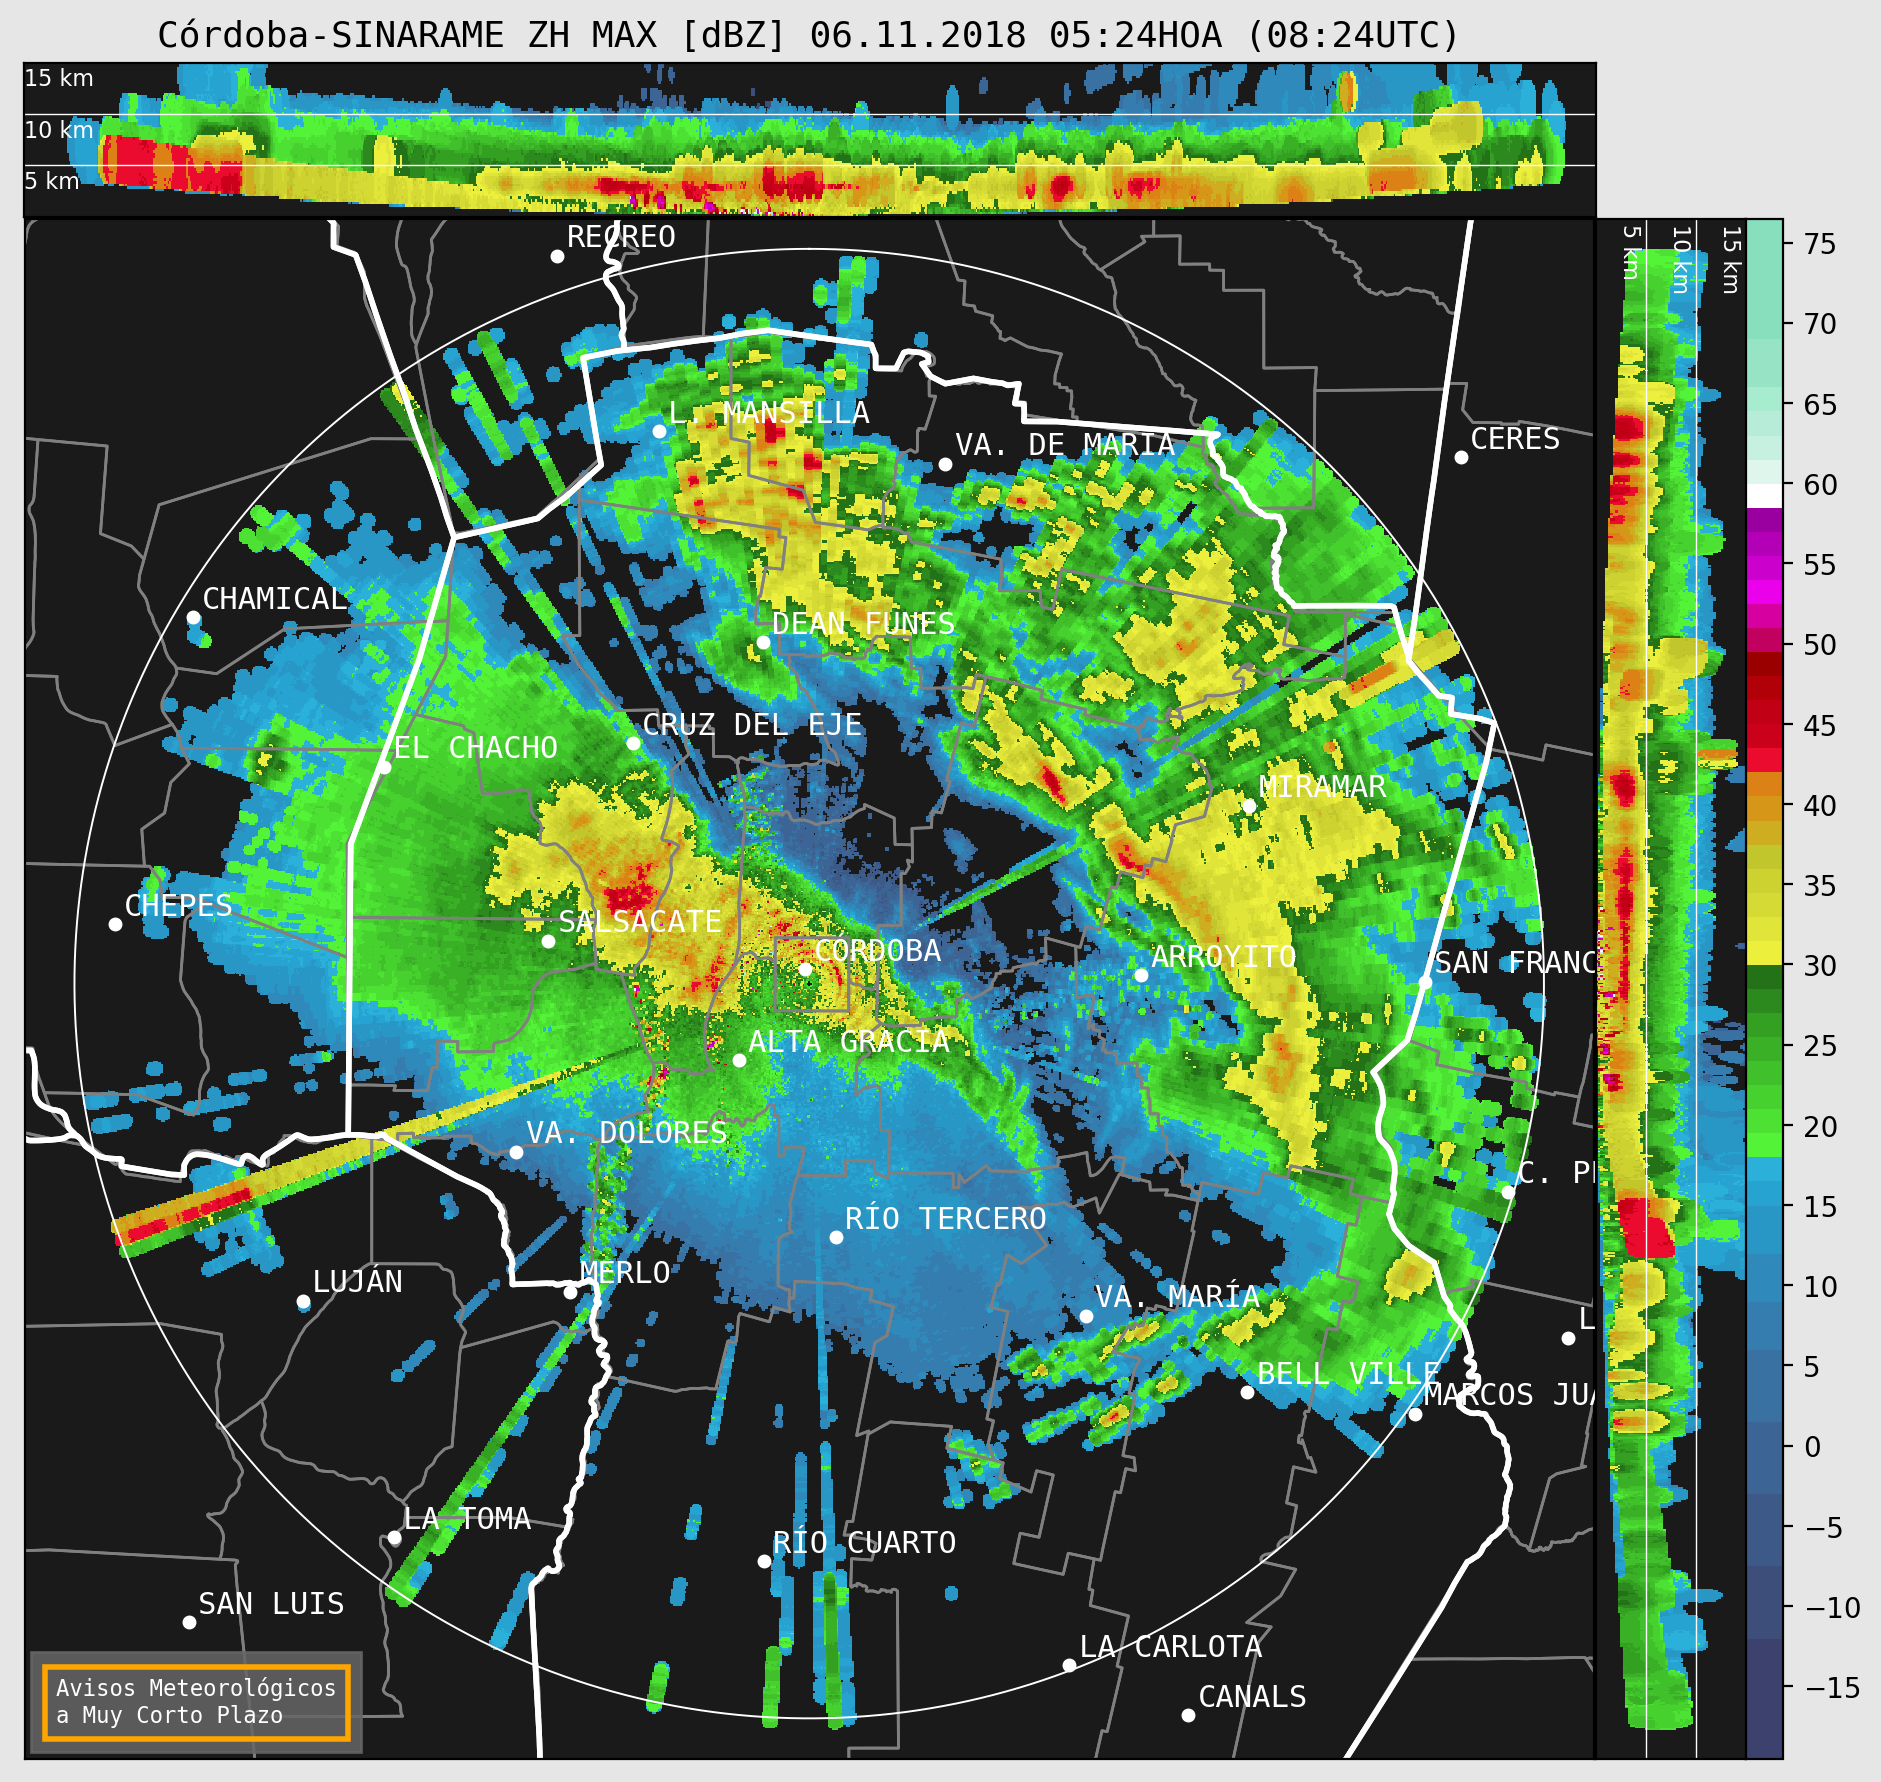 Córdoba-SINARAME ZH MAX [dBZ] 06.11.2018 05:24HOA (08:24UTC)
15 km
10 km
5 km
5 km
10 km
15 km
75
70
65
60
55
50
45
40
35
30
25
20
15
10
5
0
−5
−10
−15
RECREO
L. MANSILLA
VA. DE MARIA
CERES
CHAMICAL
DEAN FUNES
CRUZ DEL EJE
EL CHACHO
MIRAMAR
CHEPES
SALSACATE
CORDOBA
ARROYITO
SAN FRANC
ALTA GRACIA
VA. DOLORES
C. PE
RÍO TERCERO
MERLO
LUJÁN
VA. MARÍA
L
BELL VILLE
MARCOS JUA
LA TOMA
RÍO CUARTO
SAN LUIS
LA CARLOTA
CANALS
Avisos Meteorológicos
a Muy Corto Plazo